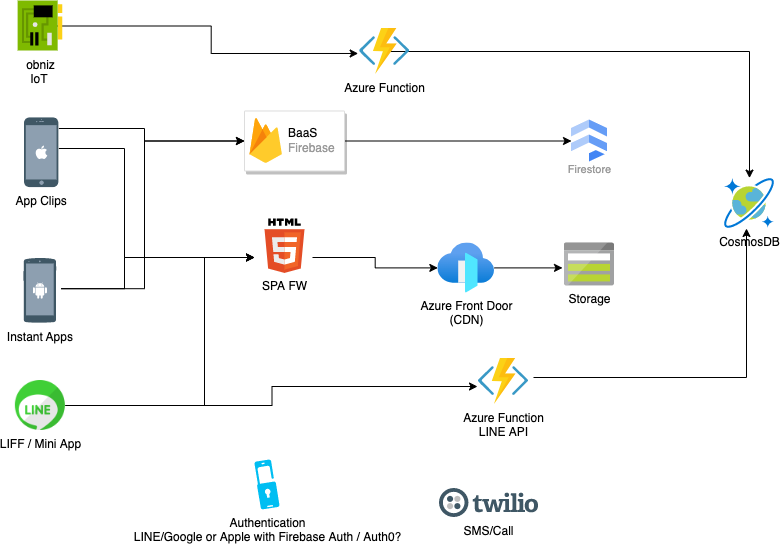 obniz
IoT
Azure Function
App Clips
BaaS
Firebase
Firestore
CosmosDB
HTML
SPA FW
Azure Front Door
(CDN)
Storage
Instant Apps
LINE
LIFF / Mini App
Azure Function
LINE API
Authentication
LINE/Google or Apple with Firebase Auth / Auth0?
twilio
SMS/Call